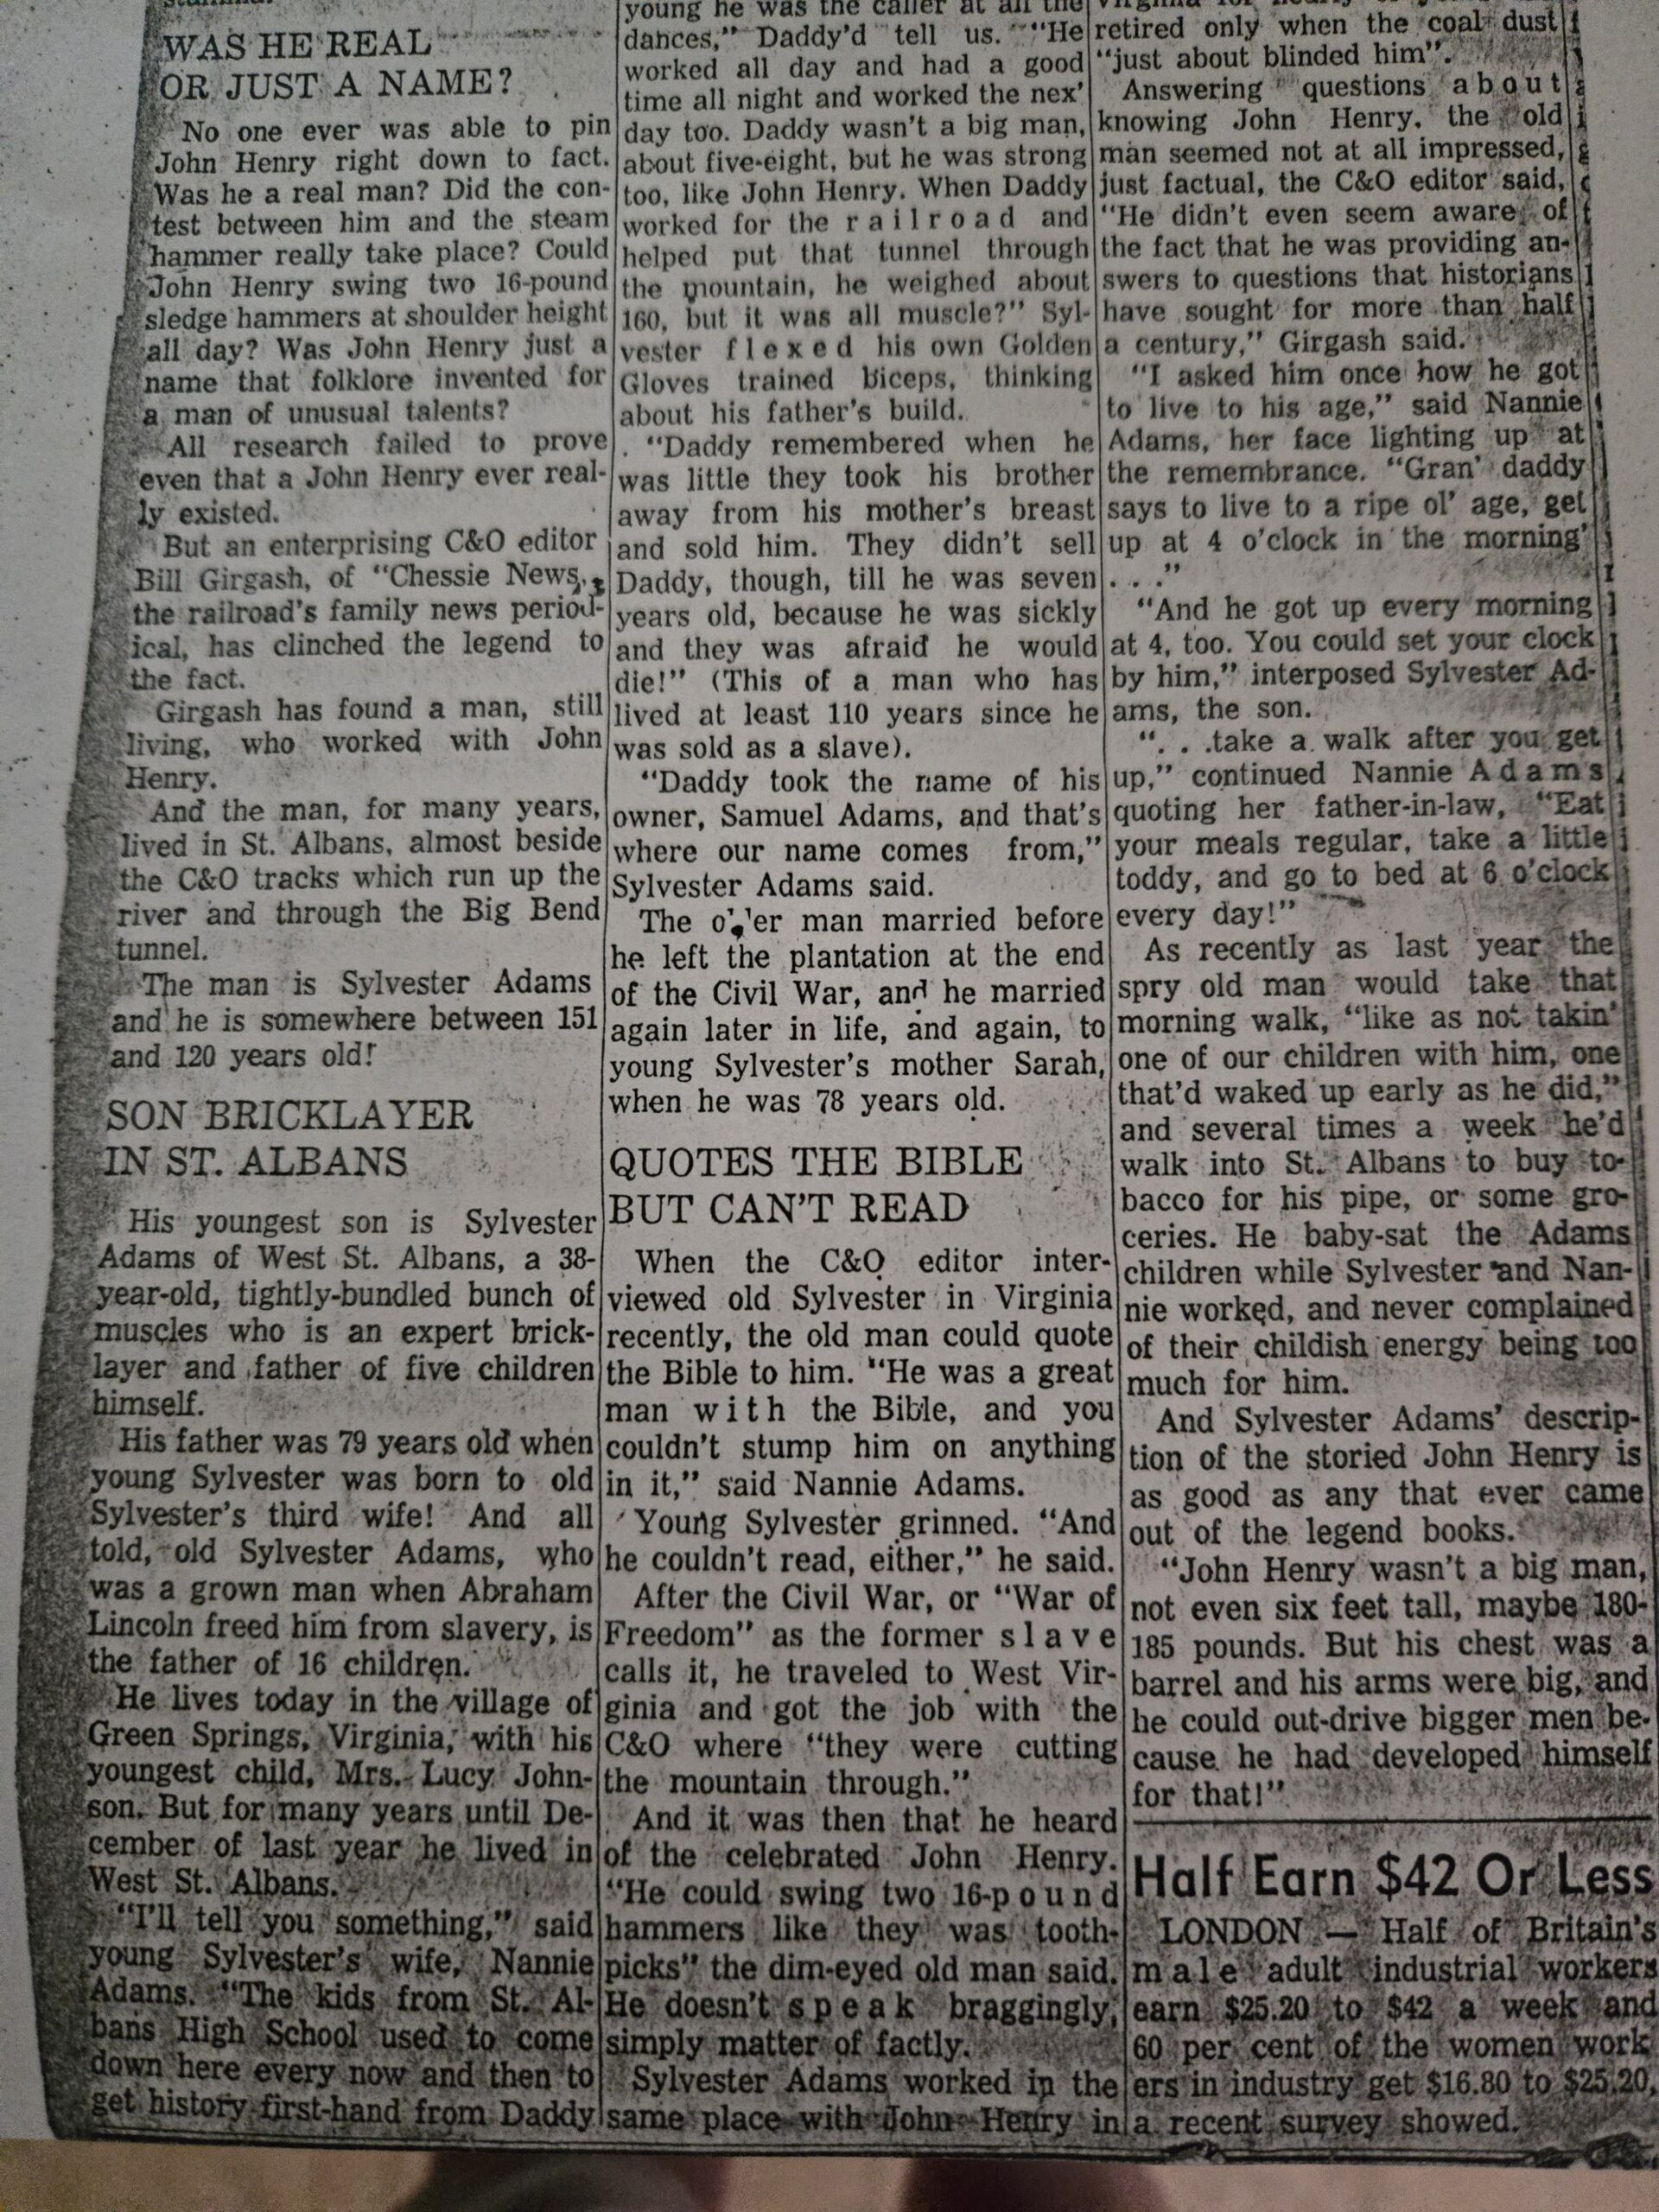 WAS HE REAL
OR JUST A NAME?
No one ever was able to pin
John Henry right down to fact.
Was he a real man? Did the con-
test between him and the steam
hammer really take place? Could
John Henry swing two 16-pound
sledge hammers at shoulder height
all day? Was John Henry just a
name that folklore invented for
a man of unusual talents?
All research failed to prove
even that a John Henry ever real-
ly existed.
But an enterprising C&O editor
Bill Girgash, of "Chessie News,
the railroad's family news period-
ical, has clinched the legend to
the fact.
Girgash has found a man, still
living, who worked with John
Henry.
And the man, for many years,
lived in St. Albans, almost beside
the C&O tracks which run up the
river and through the Big Bend
tunnel.
The man is Sylvester Adams
and he is somewhere between 151
and 120 years old!
SON BRICKLAYER
IN ST. ALBANS
His youngest son is Sylvester
Adams of West St. Albans, a 38-
year-old, tightly-bundled bunch of
muscles who is an expert brick-
layer and father of five children
himself.
His father was 79 years old when
young Sylvester was born to old
Sylvester's third wife! And all
told, old Sylvester Adams, who
was a grown man when Abraham
Lincoln freed him from slavery, is
the father of 16 children.
He lives today in the village of
Green Springs, Virginia, with his
youngest child, Mrs. Lucy John-
son. But for many years until De-
cember of last year he lived in
West St. Albans.
"I'll tell you something," said
young Sylvester's wife, Nannie
Adams. "The kids from St. Al-
bans High School used to come
down here every now and then to
get history first-hand from Daddy
young he was the caller at all the
dances," Daddy'd tell us. "He
worked all day and had a good
time all night and worked the nex'
day too. Daddy wasn't a big man,
about five-eight, but he was strong
too, like John Henry. When Daddy
worked for the railroad and
helped put that tunnel through
the mountain, he weighed about
160, but it was all muscle?" Syl-
vester flexed his own Golden
Gloves trained biceps, thinking
about his father's build.
"Daddy remembered when he
was little they took his brother
away from his mother's breast
and sold him. They didn't sell
Daddy, though, till he was seven
years old, because he was sickly
and they was afraid he would
die!" (This of a man who has
lived at least 110 years since he
was sold as a slave).
"Daddy took the name of his
owner, Samuel Adams, and that's
where our name comes from,"
Sylvester Adams said.
The man married before
he left the plantation at the end
of the Civil War, and he married
again later in life, and again, to
young Sylvester's mother Sarah,
when he was 78 years old.
QUOTES THE BIBLE
BUT CAN'T READ
When the C&O editor inter-
viewed old Sylvester in Virginia
recently, the old man could quote
the Bible to him. "He was a great
man with the Bible, and you
couldn't stump him on anything
in it," said Nannie Adams.
Young Sylvester grinned. "And
he couldn't read, either," he said.
After the Civil War, or "War of
Freedom" as the former slave
calls it, he traveled to West Vir-
ginia and got the job with the
C&O where "they were cutting
the mountain through."
And it was then that he heard
of the celebrated John Henry.
"He could swing two 16-pound
hammers like they was tooth-
picks" the dim-eyed old man said.
He doesn't speak braggingly,
simply matter of factly.
Sylvester Adams worked in the
same place with John Henry in
retired only when the coal dust
"just about blinded him".
Answering questions about
knowing John Henry, the old
man seemed not at all impressed,
just factual, the C&O editor said,
"He didn't even seem aware of
the fact that he was providing an-
swers to questions that historians
have sought for more than half
a century," Girgash said.
"I asked him once how he got
to live to his age," said Nannie
Adams, her face lighting up at
the remembrance. "Gran' daddy
says to live to a ripe ol' age, get
up at 4 o'clock in the morning'
. . ."
"And he got up every morning
at 4, too. You could set your clock
by him," interposed Sylvester Ad-
ams, the son.
". . .take a walk after you get
up," continued Nannie Adams
quoting her father-in-law, "Eat
your meals regular, take a little
toddy, and go to bed at 6 o'clock
every day!"
As recently as last year the
spry old man would take that
morning walk, "like as not takin'
one of our children with him, one
that'd waked up early as he did,"
and several times a week he'd
walk into St. Albans to buy to-
bacco for his pipe, or some gro-
ceries. He baby-sat the Adams
children while Sylvester and Nan-
nie worked, and never complained
of their childish energy being too
much for him.
And Sylvester Adams' descrip-
tion of the storied John Henry is
as good as any that ever came
out of the legend books.
"John Henry wasn't a big man,
not even six feet tall, maybe 180-
185 pounds. But his chest was a
barrel and his arms were big, and
he could out-drive bigger men be-
cause he had developed himself
for that!"
Half Earn $42 Or Less
LONDON — Half of Britain's
male adult industrial workers
earn $25.20 to $42 a week and
60 per cent of the women work
ers in industry get $16.80 to $25.20,
a recent survey showed.